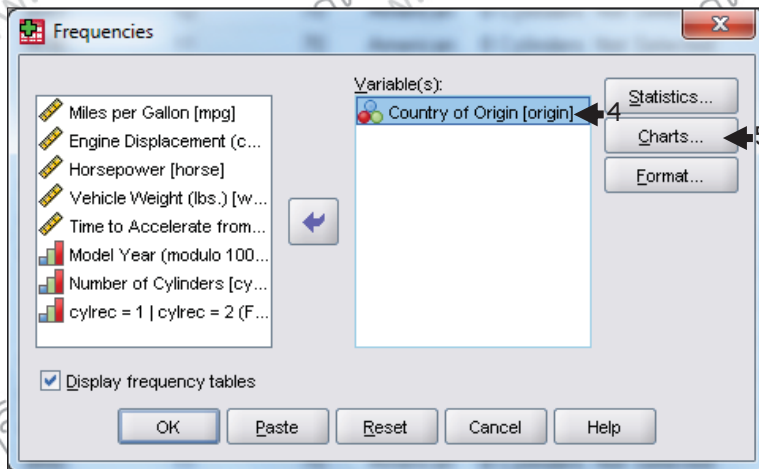 Frequencies
Variable(s):
Miles per Gallon [mpg]
Engine Displacement (c...
Horsepower [horse]
Vehicle Weight (lbs.) [w...
Time to Accelerate from...
Model Year (modulo 100...
Number of Cylinders [cy...
cylrec = 1 | cylrec = 2 (F...
Country of Origin [origin]
4
Statistics...
Charts...
5
Format...
Display frequency tables
OK
Paste
Reset
Cancel
Help